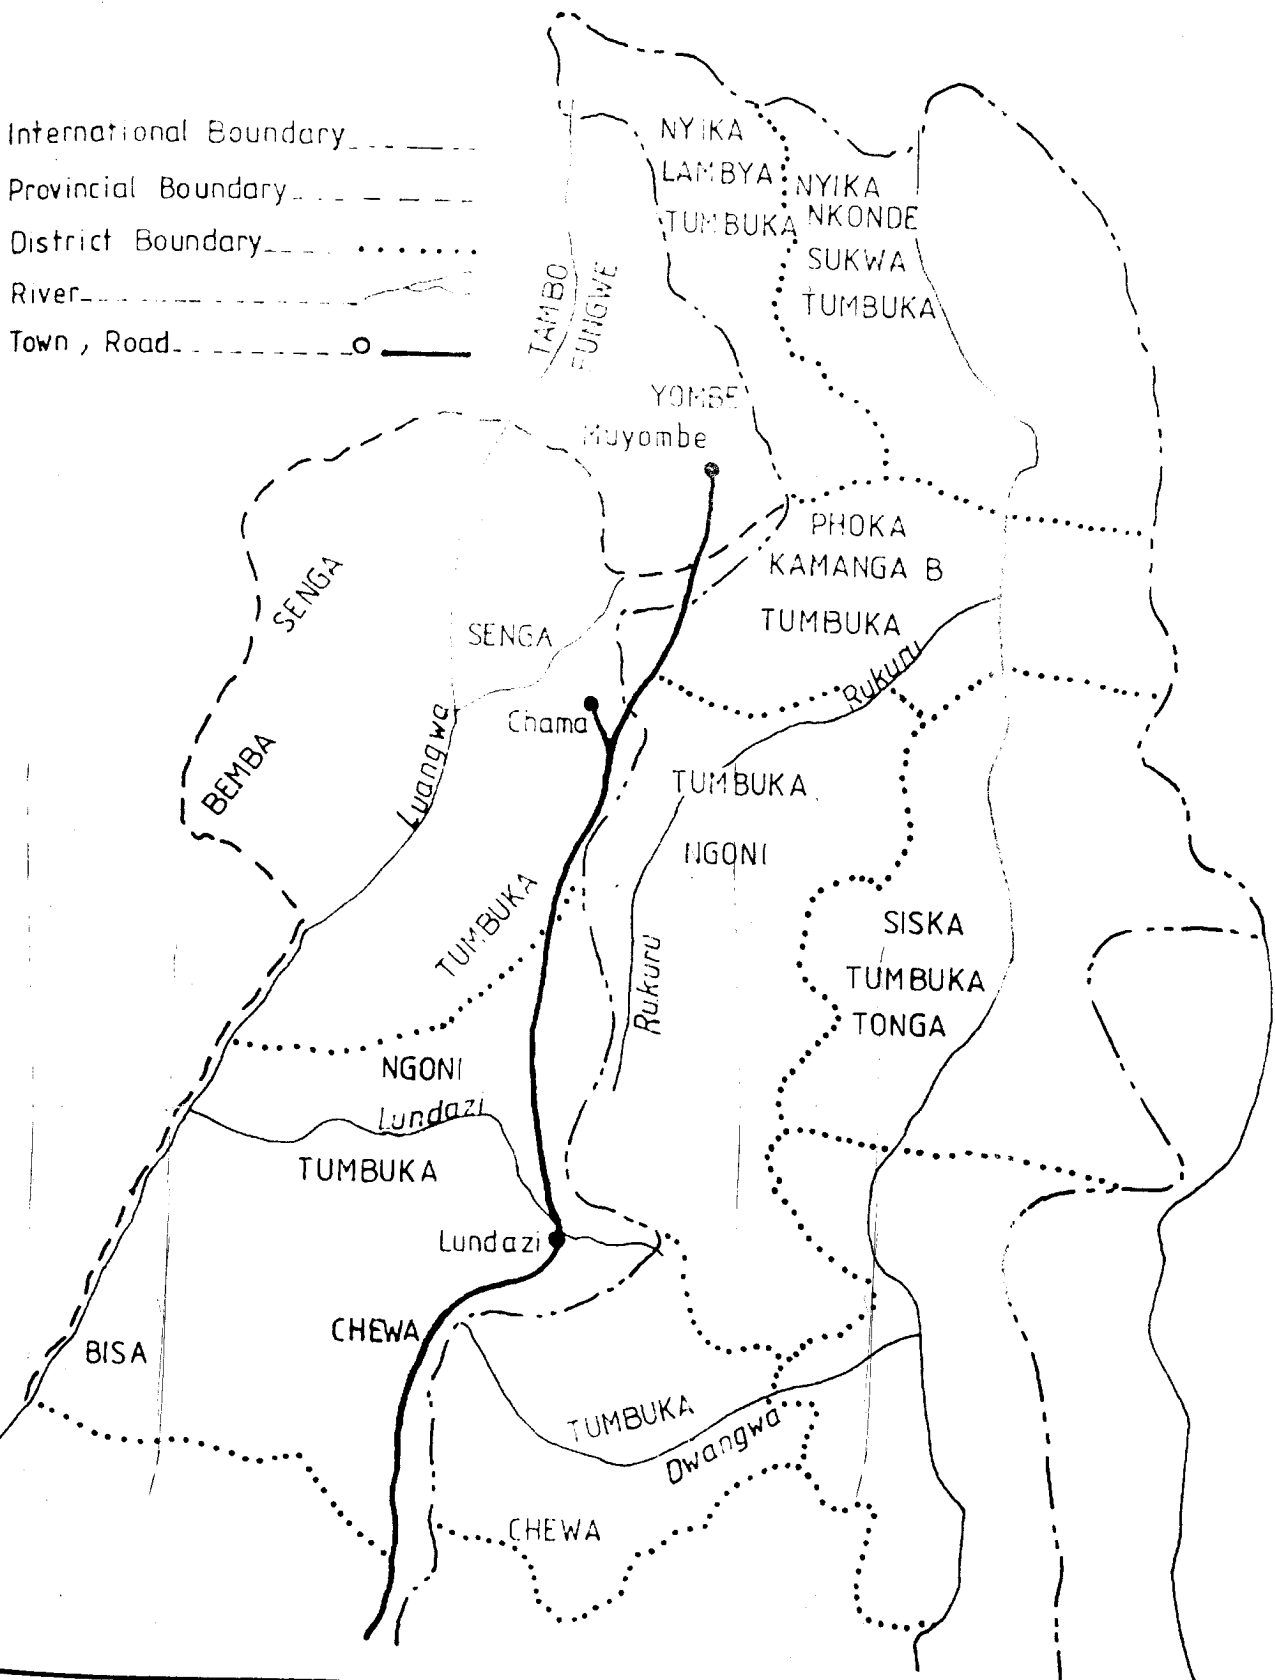 International Boundary
Provincial Boundary
District Boundary
River
Town , Road
NYIKA
LAMBYA
TUMBUKA
NYIKA
NKONDE
SUKWA
TUMBUKA
TAMBO
FUNGWE
YOMBE
Muyombe
PHOKA
KAMANGA B
TUMBUKA
Rukuru
SENGA
SENGA
Chama
BEMBA
Luangwa
TUMBUKA
NGONI
TUMBUKA
Rukuru
SISKA
TUMBUKA
TONGA
NGONI
Lundazi
TUMBUKA
Lundazi
CHEWA
BISA
TUMBUKA
Dwangwa
CHEWA